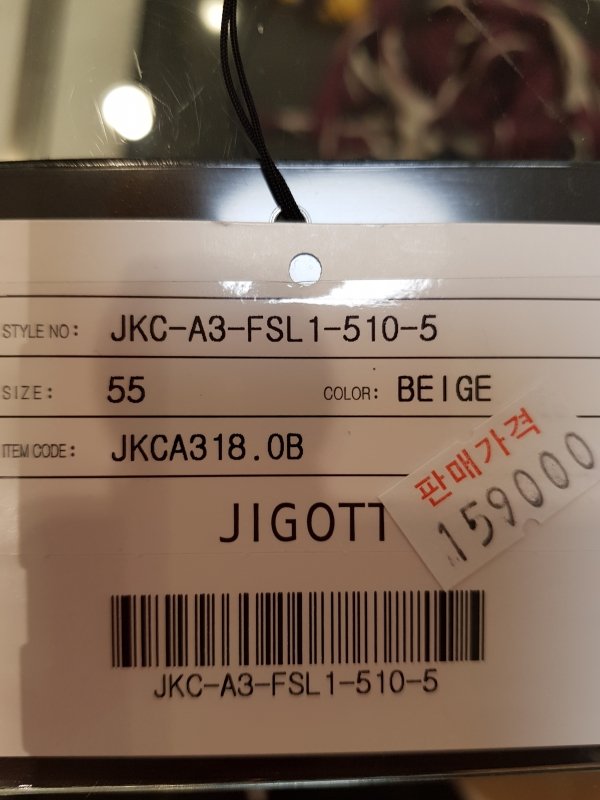 STYLE NO: JKC-A3-FSL1-510-5
SIZE: 55 COLOR: BEIGE
ITEM CODE: JKCA318.0B
판매가격
159000
JIGOTT
JKC-A3-FSL1-510-5